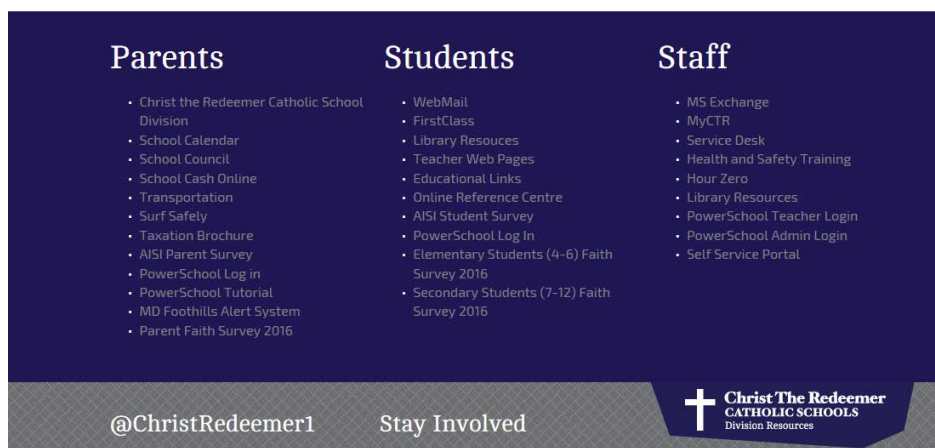 Parents
Christ the Redeemer Catholic School
Division
School Calendar
School Council
School Cash Online
Transportation
Surf Safely
Taxation Brochure
AISI Parent Survey
PowerSchool Log in
PowerSchool Tutorial
MD Foothills Alert System
Parent Faith Survey 2016
Students
WebMail
FirstClass
Library Resouces
Teacher Web Pages
Educational Links
Online Reference Centre
AISI Student Survey
PowerSchool Log In
Elementary Students (4-6) Faith
Survey 2016
Secondary Students (7-12) Faith
Survey 2016
Staff
MS Exchange
MyCTR
Service Desk
Health and Safety Training
Hour Zero
Library Resources
PowerSchool Teacher Login
PowerSchool Admin Login
Self Service Portal
@ChristRedeemer1
Stay Involved
Christ The Redeemer
CATHOLIC SCHOOLS
Division Resources